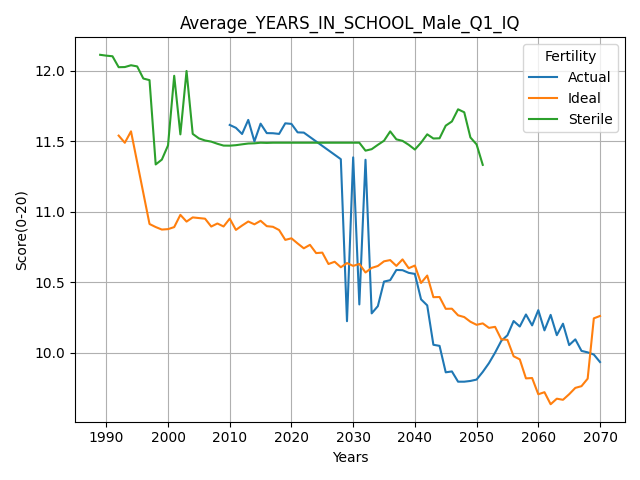 Average_YEARS_IN_SCHOOL_Male_Q1_IQ
Fertility
Actual
Ideal
Sterile
Score(0-20)
12.0
11.5
11.0
10.5
10.0
1990 2000 2010 2020 2030 2040 2050 2060 2070
Years